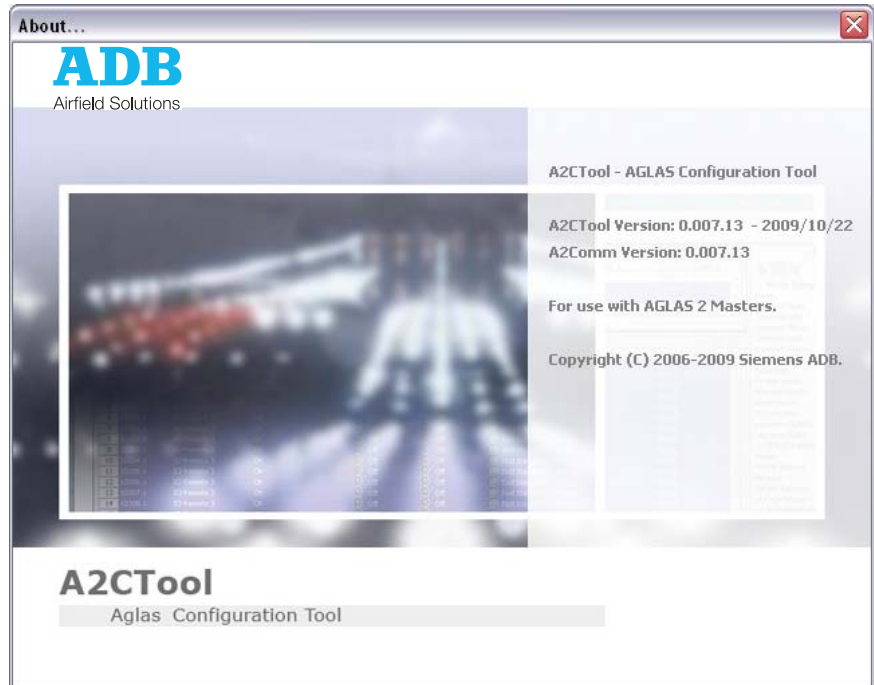 About...
ADB
Airfield Solutions
A2CTool - AGLAS Configuration Tool
A2CTool Version: 0.007.13 - 2009/10/22
A2Comm Version: 0.007.13
For use with AGLAS 2 Masters.
Copyright (C) 2006-2009 Siemens ADB.
A2CTool
Aglas Configuration Tool